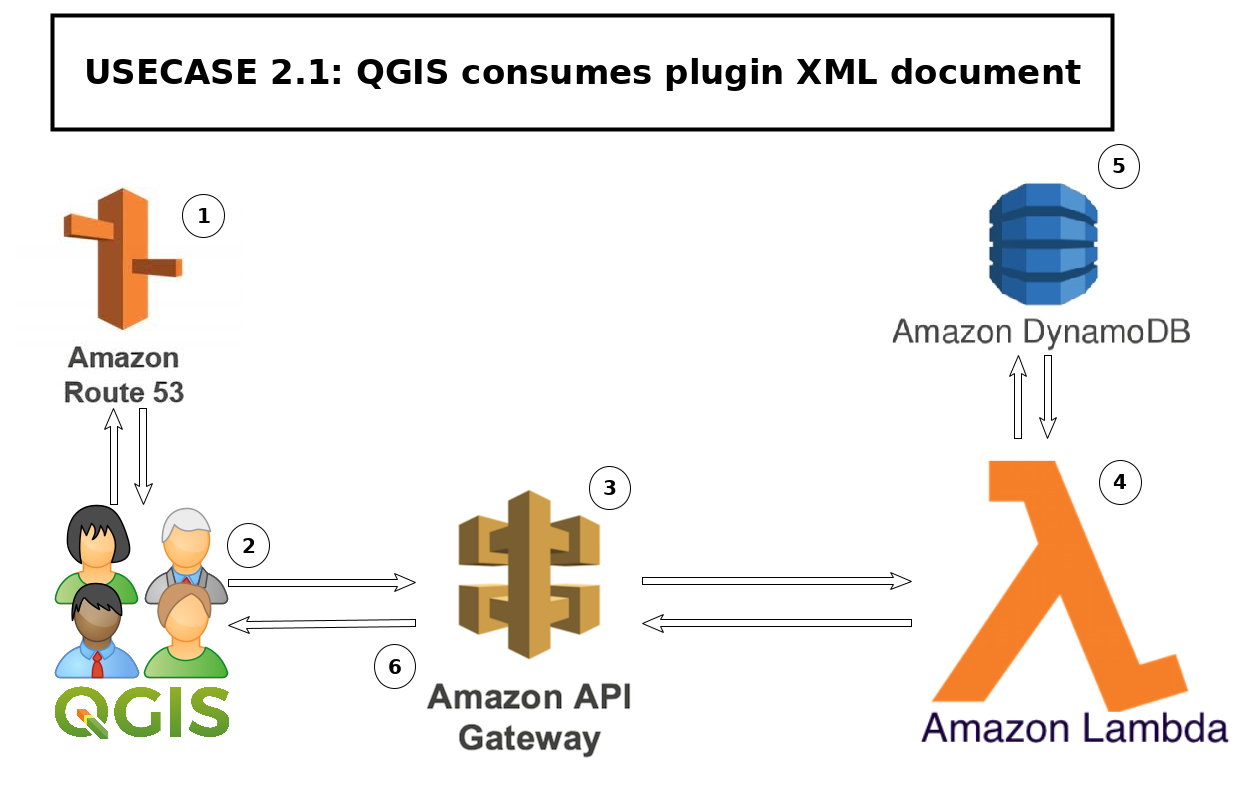 USECASE 2.1: QGIS consumes plugin XML document
1
5
Amazon
Route 53
Amazon DynamoDB
2
3
4
6
QGIS
Amazon API
Gateway
Amazon Lambda